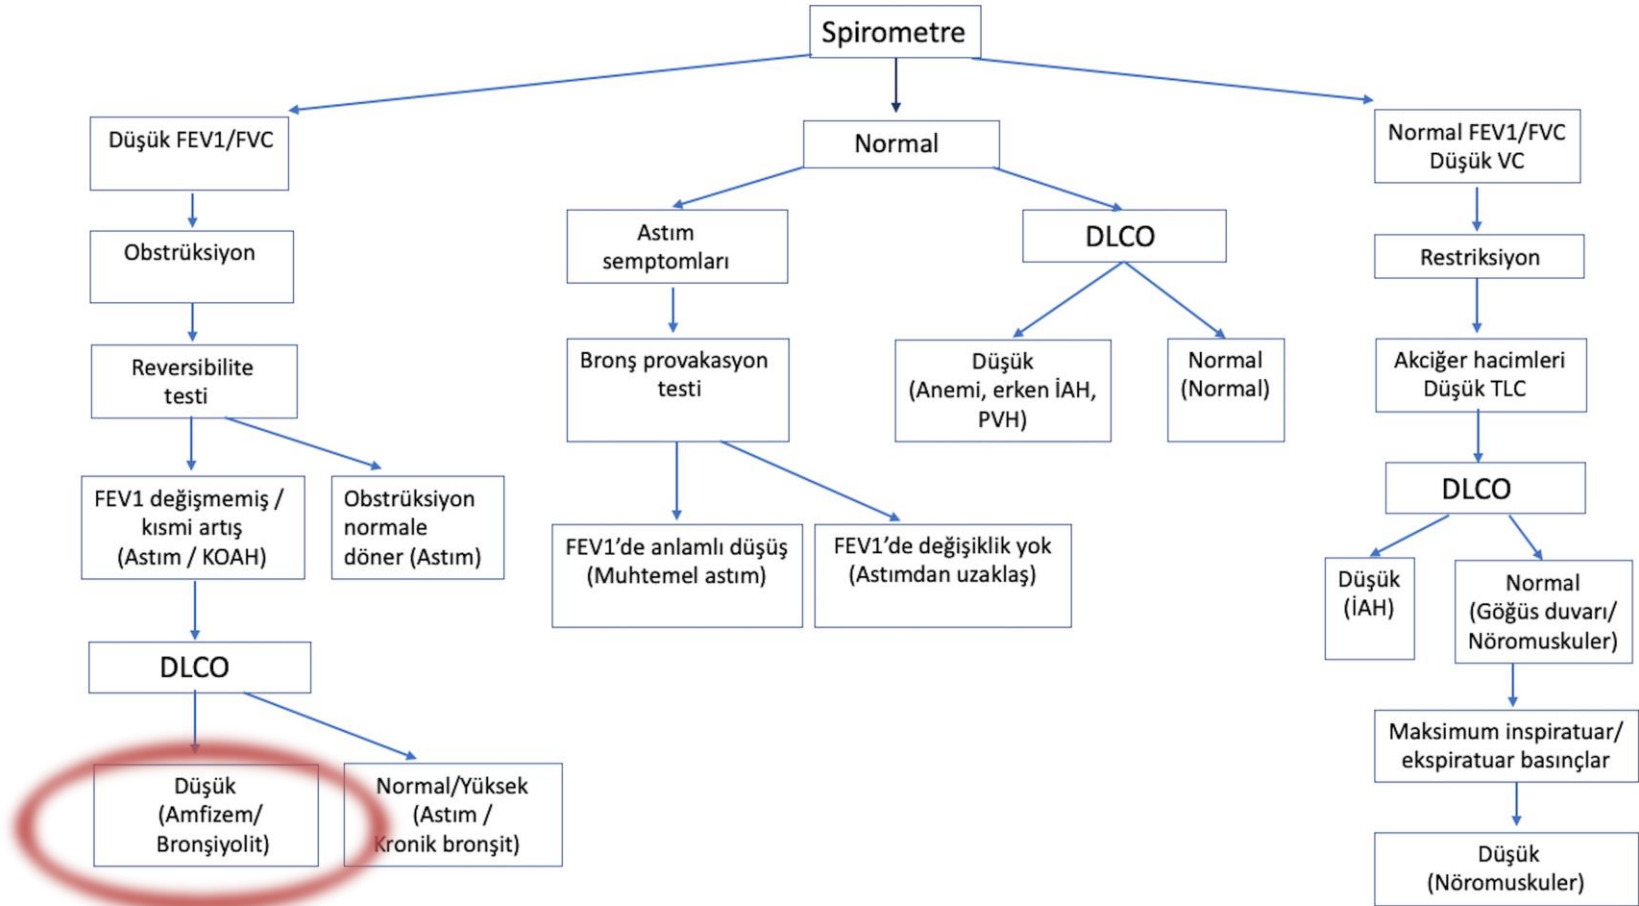 Spirometre
Düşük FEV1/FVC
Obstrüksiyon
Reversibilite
testi
FEV1 değişmemiş /
kısmi artış
(Astım / KOAH)
Obstrüksiyon
normale
döner (Astım)
DLCO
Düşük
(Amfizem/
Bronşiyolit)
Normal/Yüksek
(Astım /
Kronik bronşit)
Normal
Astım
semptomları
Bronş provakasyon
testi
FEV1’de anlamlı düşüş
(Muhtemel astım)
FEV1’de değişiklik yok
(Astımdan uzaklaş)
DLCO
Düşük
(Anemi, erken İAH,
PVH)
Normal
(Normal)
Normal FEV1/FVC
Düşük VC
Restriksiyon
Akciğer hacimleri
Düşük TLC
DLCO
Düşük
(İAH)
Normal
(Göğüs duvarı/
Nöromuskuler)
Maksimum inspiratuar/
ekspiratuar basınçlar
Düşük
(Nöromuskuler)